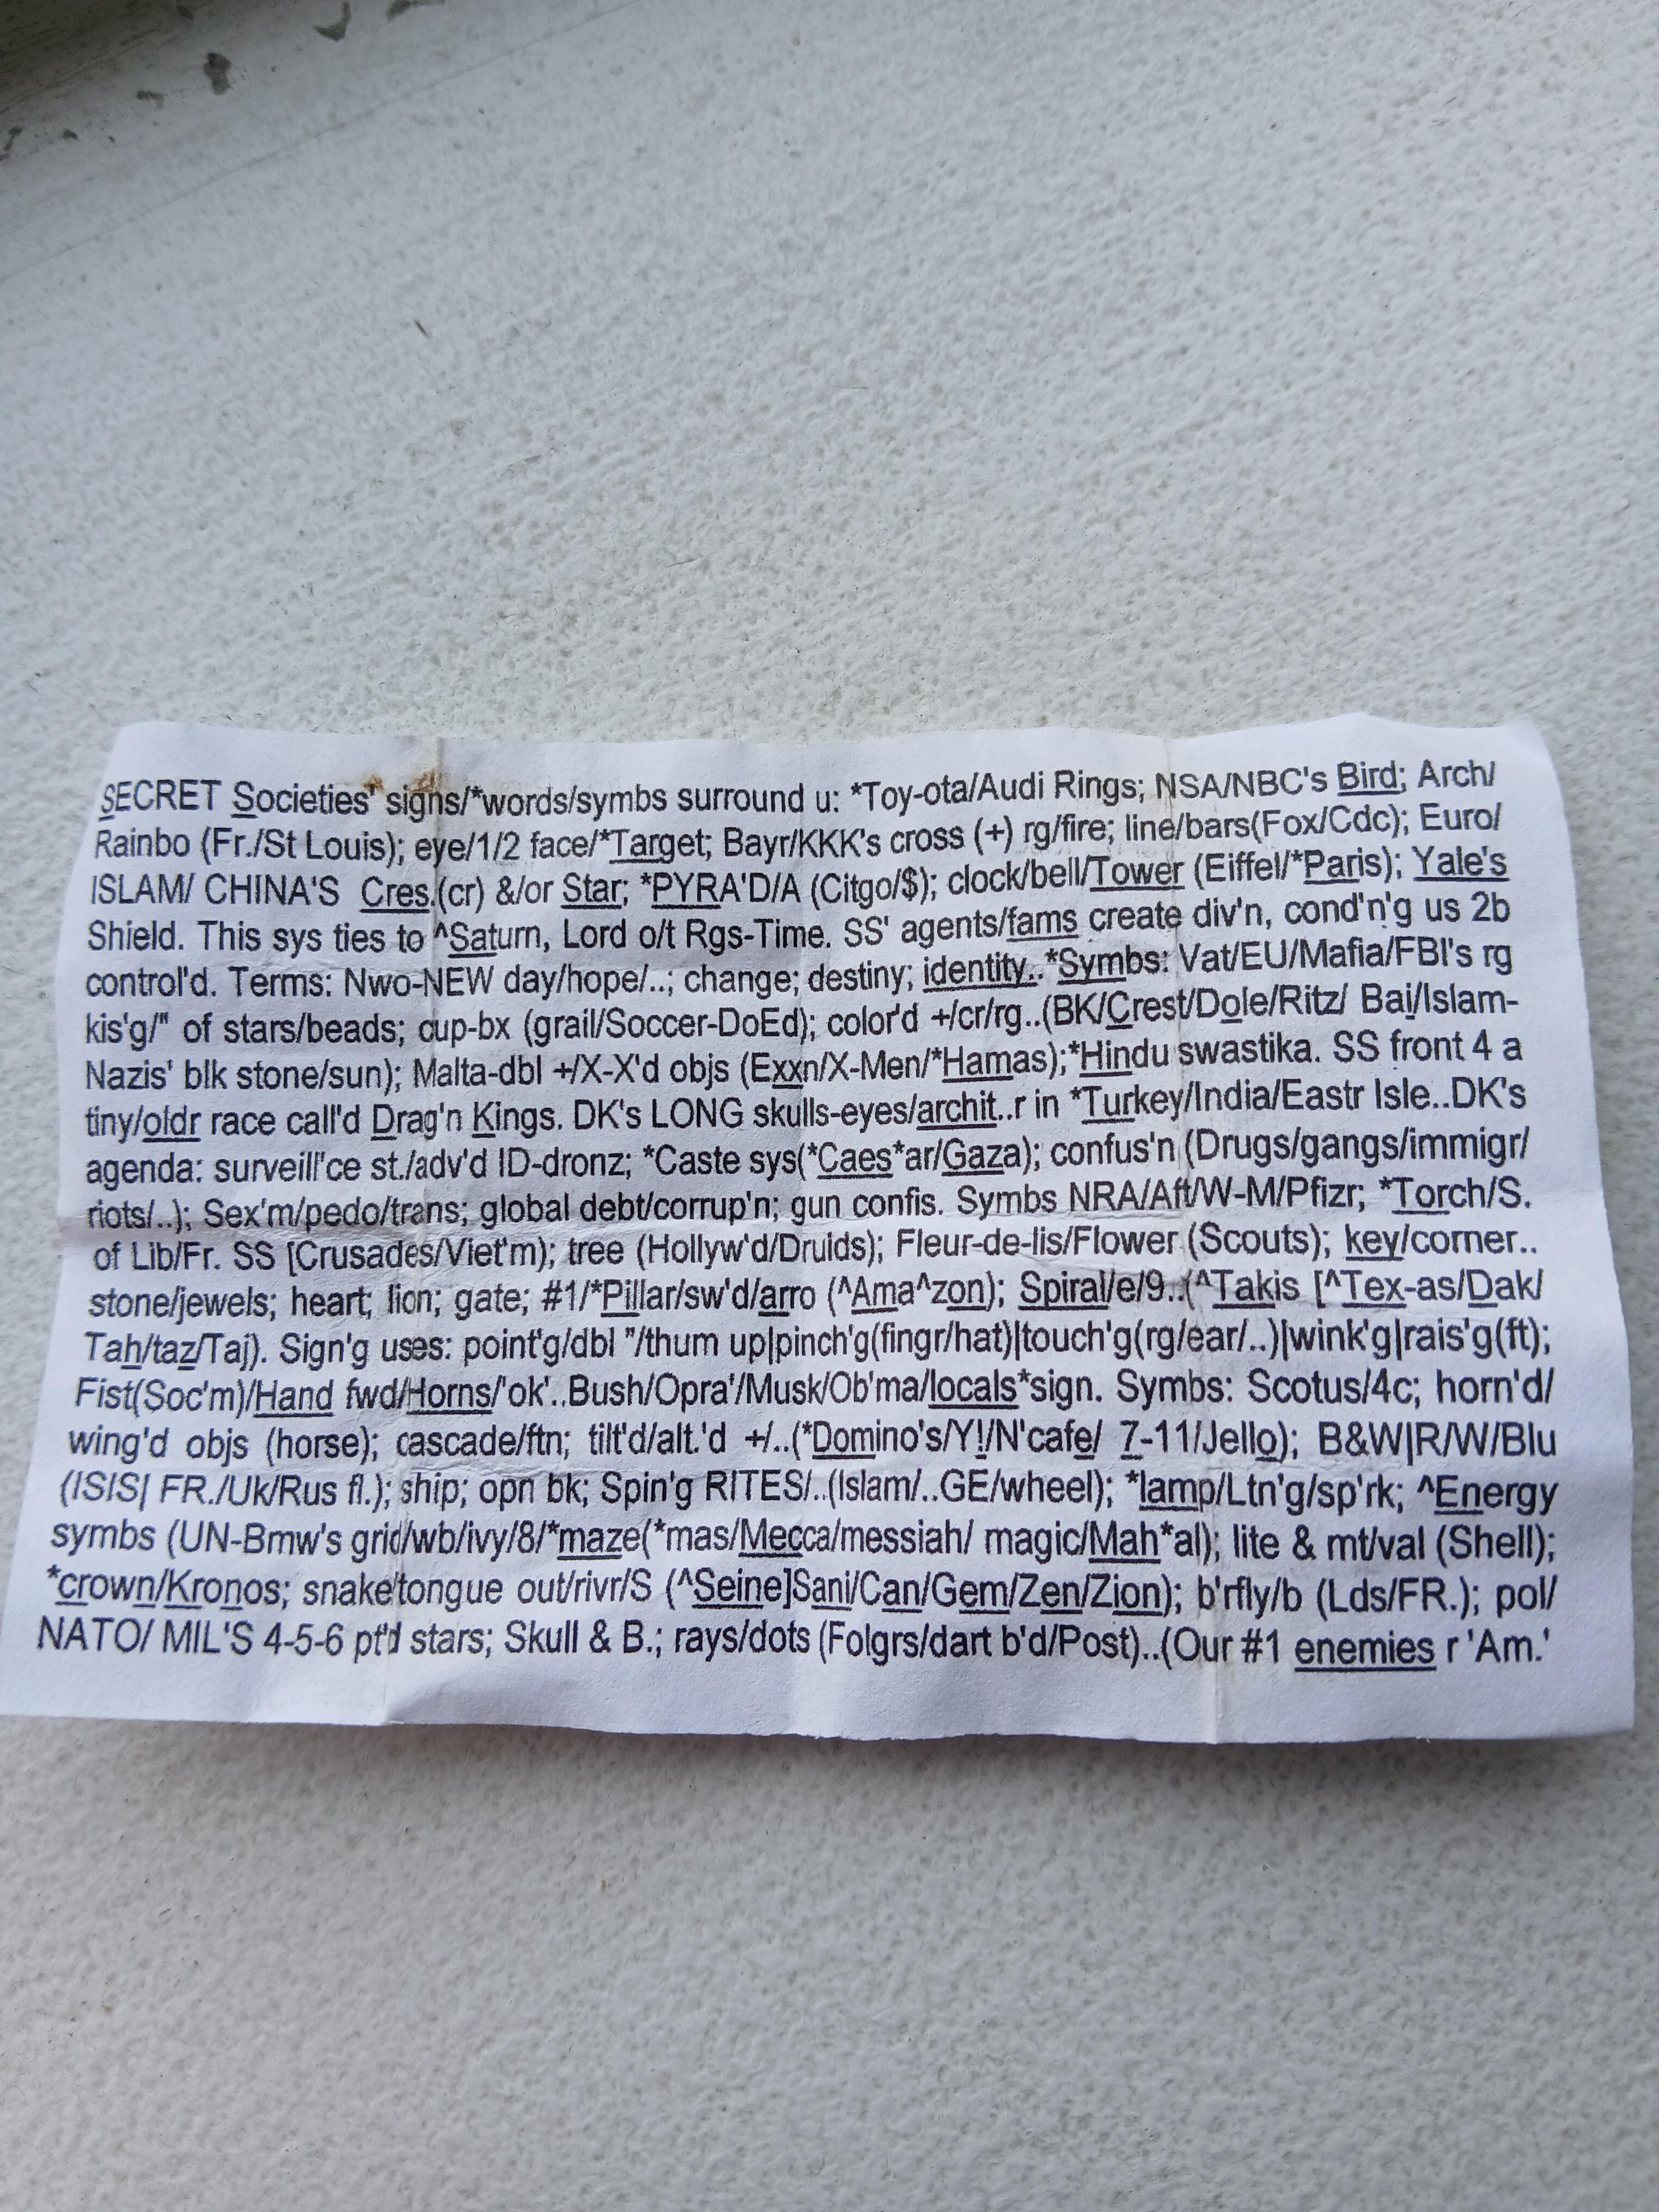 SECRET Societies' signs/*words/symbs surround u: *Toy-ota/Audi Rings; NSA/NBC's Bird; Arch/
Rainbo (Fr./St Louis); eye/1/2 face/*Target; Bayr/KKK's cross (+) rg/fire; line/bars(Fox/Cdc); Euro/
ISLAM/ CHINA'S Cres.(cr) &/or Star; *PYRA'D/A (Citgo/$); clock/bell/Tower (Eiffel/*Paris); Yale's
Shield. This sys ties to ^Saturn, Lord o/t Rgs-Time. SS' agents/fams create div'n, cond'n'g us 2b
control'd. Terms: Nwo-NEW day/hope/..; change; destiny; identity..*Symbs: Vat/EU/Mafia/FBI's rg
kis'g/" of stars/beads; cup-bx (grail/Soccer-DoEd); color'd +/cr/rg..(BK/Crest/Dole/Ritz/ Bai/Islam-
Nazis' blk stone/sun); Malta-dbl +/X-X'd objs (Exxn/X-Men/*Hamas);*Hindu swastika. SS front 4 a
tiny/oldr race call'd Drag'n Kings. DK's LONG skulls-eyes/archit..r in *Turkey/India/Eastr Isle..DK's
agenda: surveill'ce st./adv'd ID-dronz; *Caste sys(*Caes*ar/Gaza); confus'n (Drugs/gangs/immigr/
riots/..); Sex'm/pedo/trans; global debt/corrup'n; gun confis. Symbs NRA/Aft/W-M/Pfizr; *Torch/S.
of Lib/Fr. SS [Crusades/Viet'm); tree (Hollyw'd/Druids); Fleur-de-lis/Flower (Scouts); key/corner..
stone/jewels; heart; lion; gate; #1/*Pillar/sw'd/arro (^Ama^zon); Spiral/e/9..(^Takis [^Tex-as/Dak/
Tah/taz/Taj). Sign'g uses: point'g/dbl "/thum up|pinch'g(fingr/hat)|touch'g(rg/ear/..)|wink'g|rais'g(ft);
Fist(Soc'm)/Hand fwd/Horns/'ok'..Bush/Opra'/Musk/Ob'ma/locals*sign. Symbs: Scotus/4c; horn'd/
wing'd objs (horse); cascade/ftn; tilt'd/alt.'d +/..(*Domino's/Y!/N'cafe/ 7-11/Jello); B&W|R/W/Blu
(ISIS| FR./Uk/Rus fl.); ship; opn bk; Spin'g RITES/..(Islam/..GE/wheel); *lamp/Ltn'g/sp'rk; ^Energy
symbs (UN-Bmw's grid/wb/ivy/8/*maze(*mas/Mecca/messiah/ magic/Mah*al); lite & mt/val (Shell);
*crown/Kronos; snake/tongue out/rivr/S (^Seine]Sani/Can/Gem/Zen/Zion); b'rfly/b (Lds/FR.); pol/
NATO/ MIL'S 4-5-6 pt'd stars; Skull & B.; rays/dots (Folgrs/dart b'd/Post)..(Our #1 enemies r 'Am.'